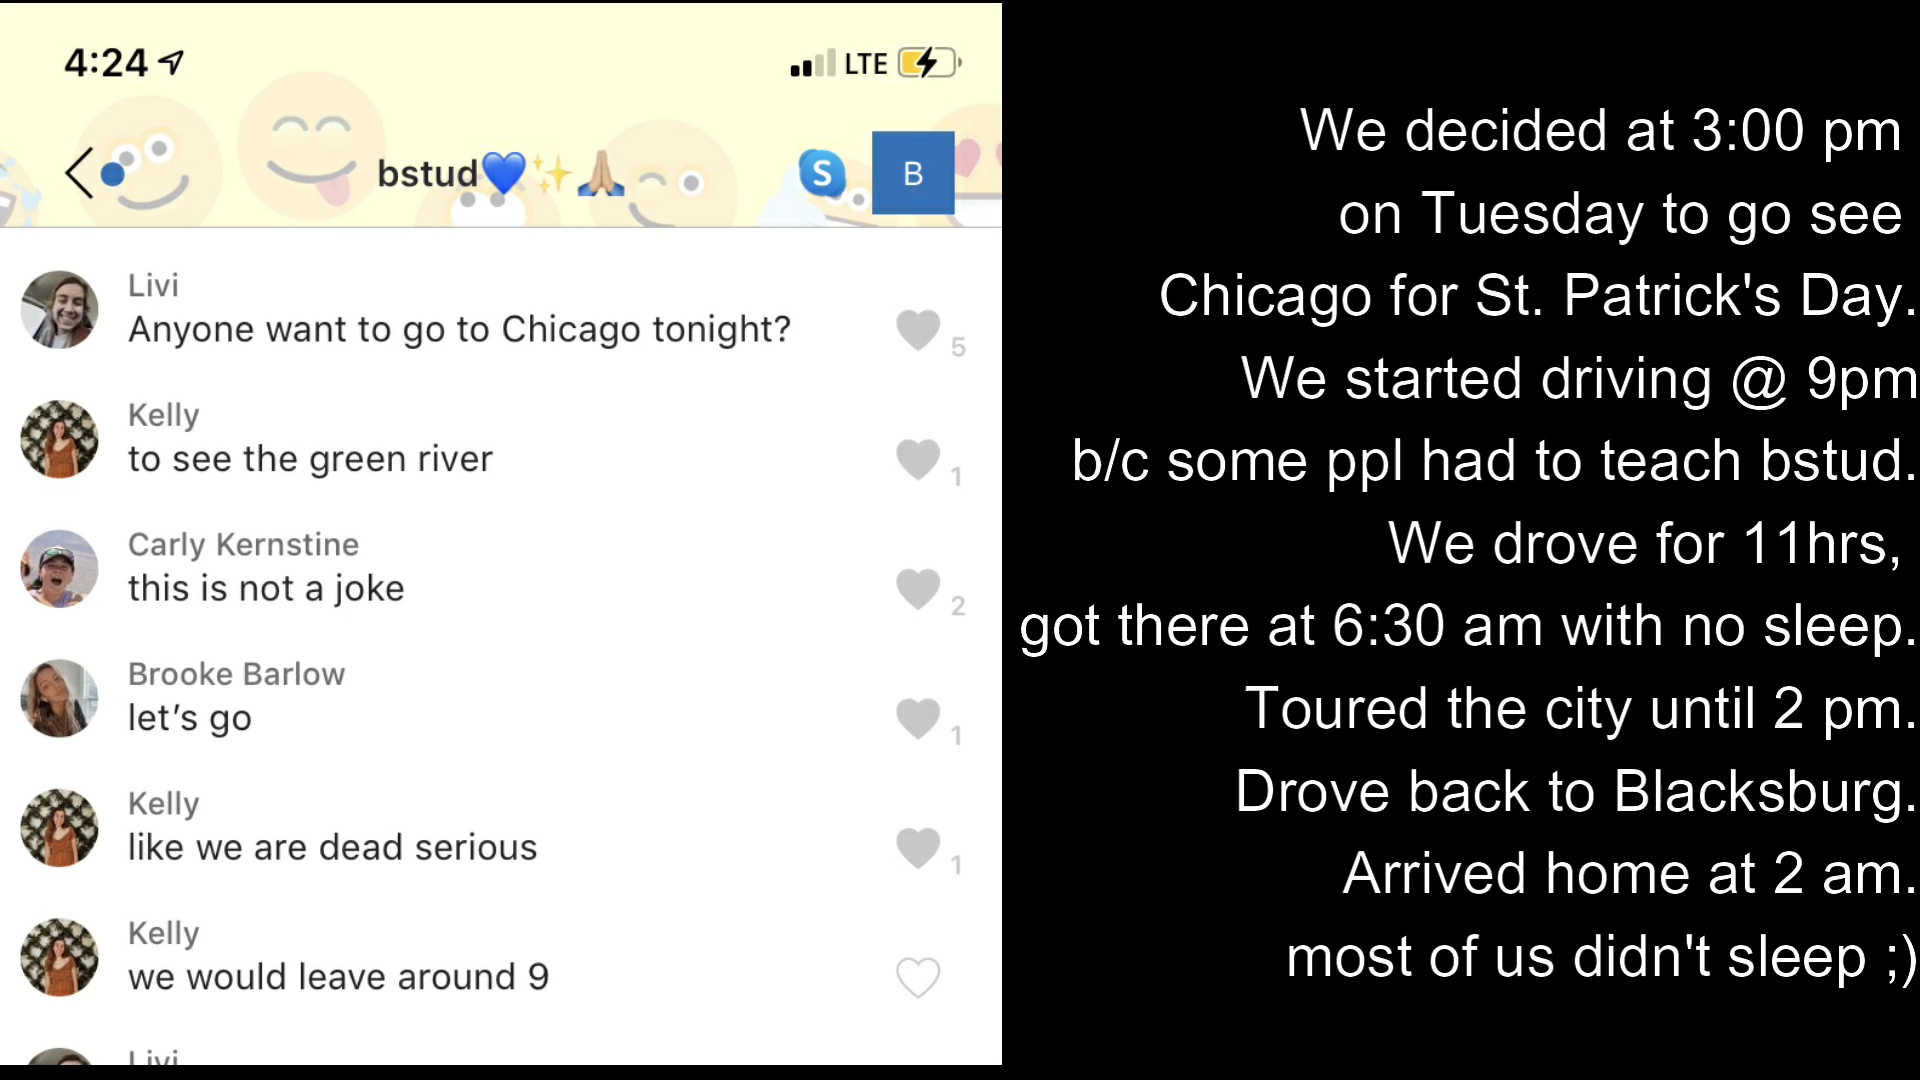 4:24
LTE
bstud💙✨🙏🏼
S
B
Livi
Anyone want to go to Chicago tonight?
5
Kelly
to see the green river
1
Carly Kernstine
this is not a joke
2
Brooke Barlow
let’s go
1
Kelly
like we are dead serious
1
Kelly
we would leave around 9
Livi
We decided at 3:00 pm
on Tuesday to go see
Chicago for St. Patrick's Day.
We started driving @ 9pm
b/c some ppl had to teach bstud.
We drove for 11hrs,
got there at 6:30 am with no sleep.
Toured the city until 2 pm.
Drove back to Blacksburg.
Arrived home at 2 am.
most of us didn't sleep ;)